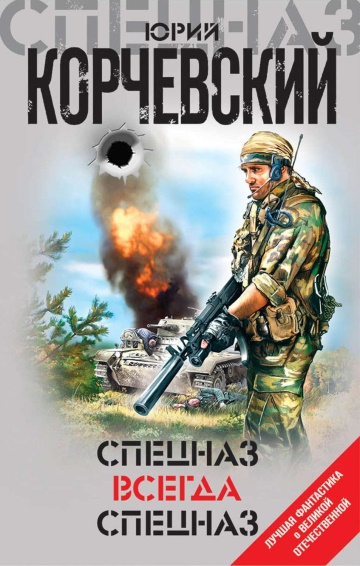 СПЕЦНАЗ
ЮРИЙ
КОРЧЕВСКИЙ
СПЕЦНАЗ
ВСЕГДА
СПЕЦНАЗ
ЛУЧШАЯ ФАНТАСТИКА
О ВЕЛИКОЙ
ОТЕЧЕСТВЕННОЙ